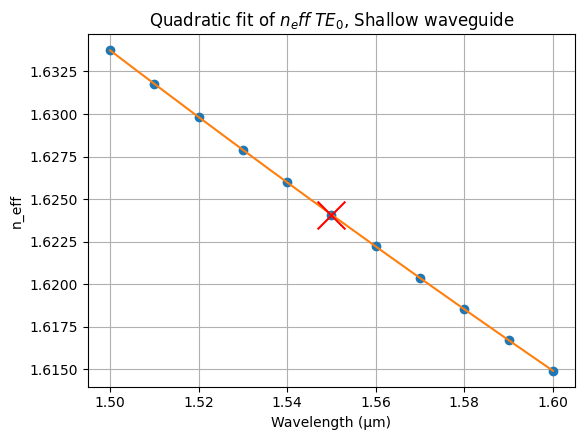 Quadratic fit of $n_eff$ $TE_0$, Shallow waveguide
1.6325
1.6300
1.6275
1.6250
1.6225
1.6200
1.6175
1.6150
n_eff
1.50 1.52 1.54 1.56 1.58 1.60
Wavelength (μm)